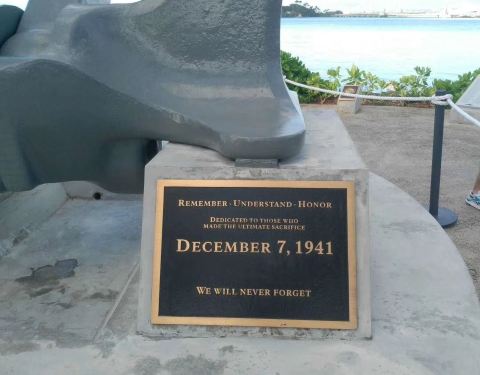 REMEMBER · UNDERSTAND · HONOR
DEDICATED TO THOSE WHO
MADE THE ULTIMATE SACRIFICE
DECEMBER 7, 1941
WE WILL NEVER FORGET